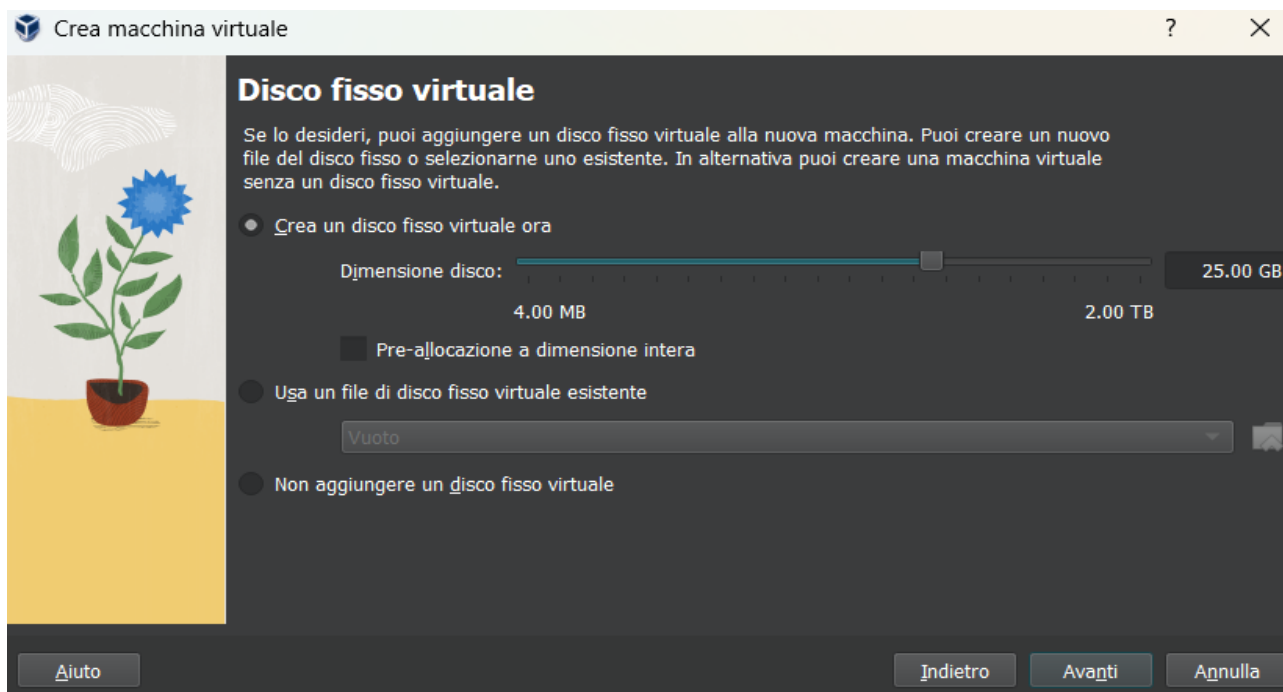 Crea macchina virtuale
?
Disco fisso virtuale
Se lo desideri, puoi aggiungere un disco fisso virtuale alla nuova macchina. Puoi creare un nuovo
file del disco fisso o selezionarne uno esistente. In alternativa puoi creare una macchina virtuale
senza un disco fisso virtuale.
Crea un disco fisso virtuale ora
Dimensione disco:
25.00 GB
4.00 MB
2.00 TB
Pre-allocazione a dimensione intera
Usa un file di disco fisso virtuale esistente
Vuoto
Non aggiungere un disco fisso virtuale
Aiuto
Indietro
Avanti
Annulla